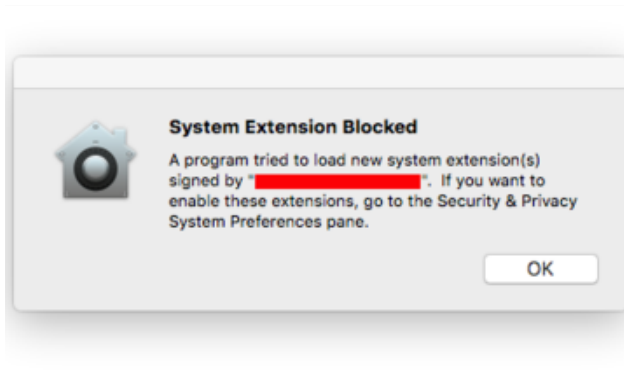 System Extension Blocked
A program tried to load new system extension(s)
signed by "". If you want to
enable these extensions, go to the Security & Privacy
System Preferences pane.
OK